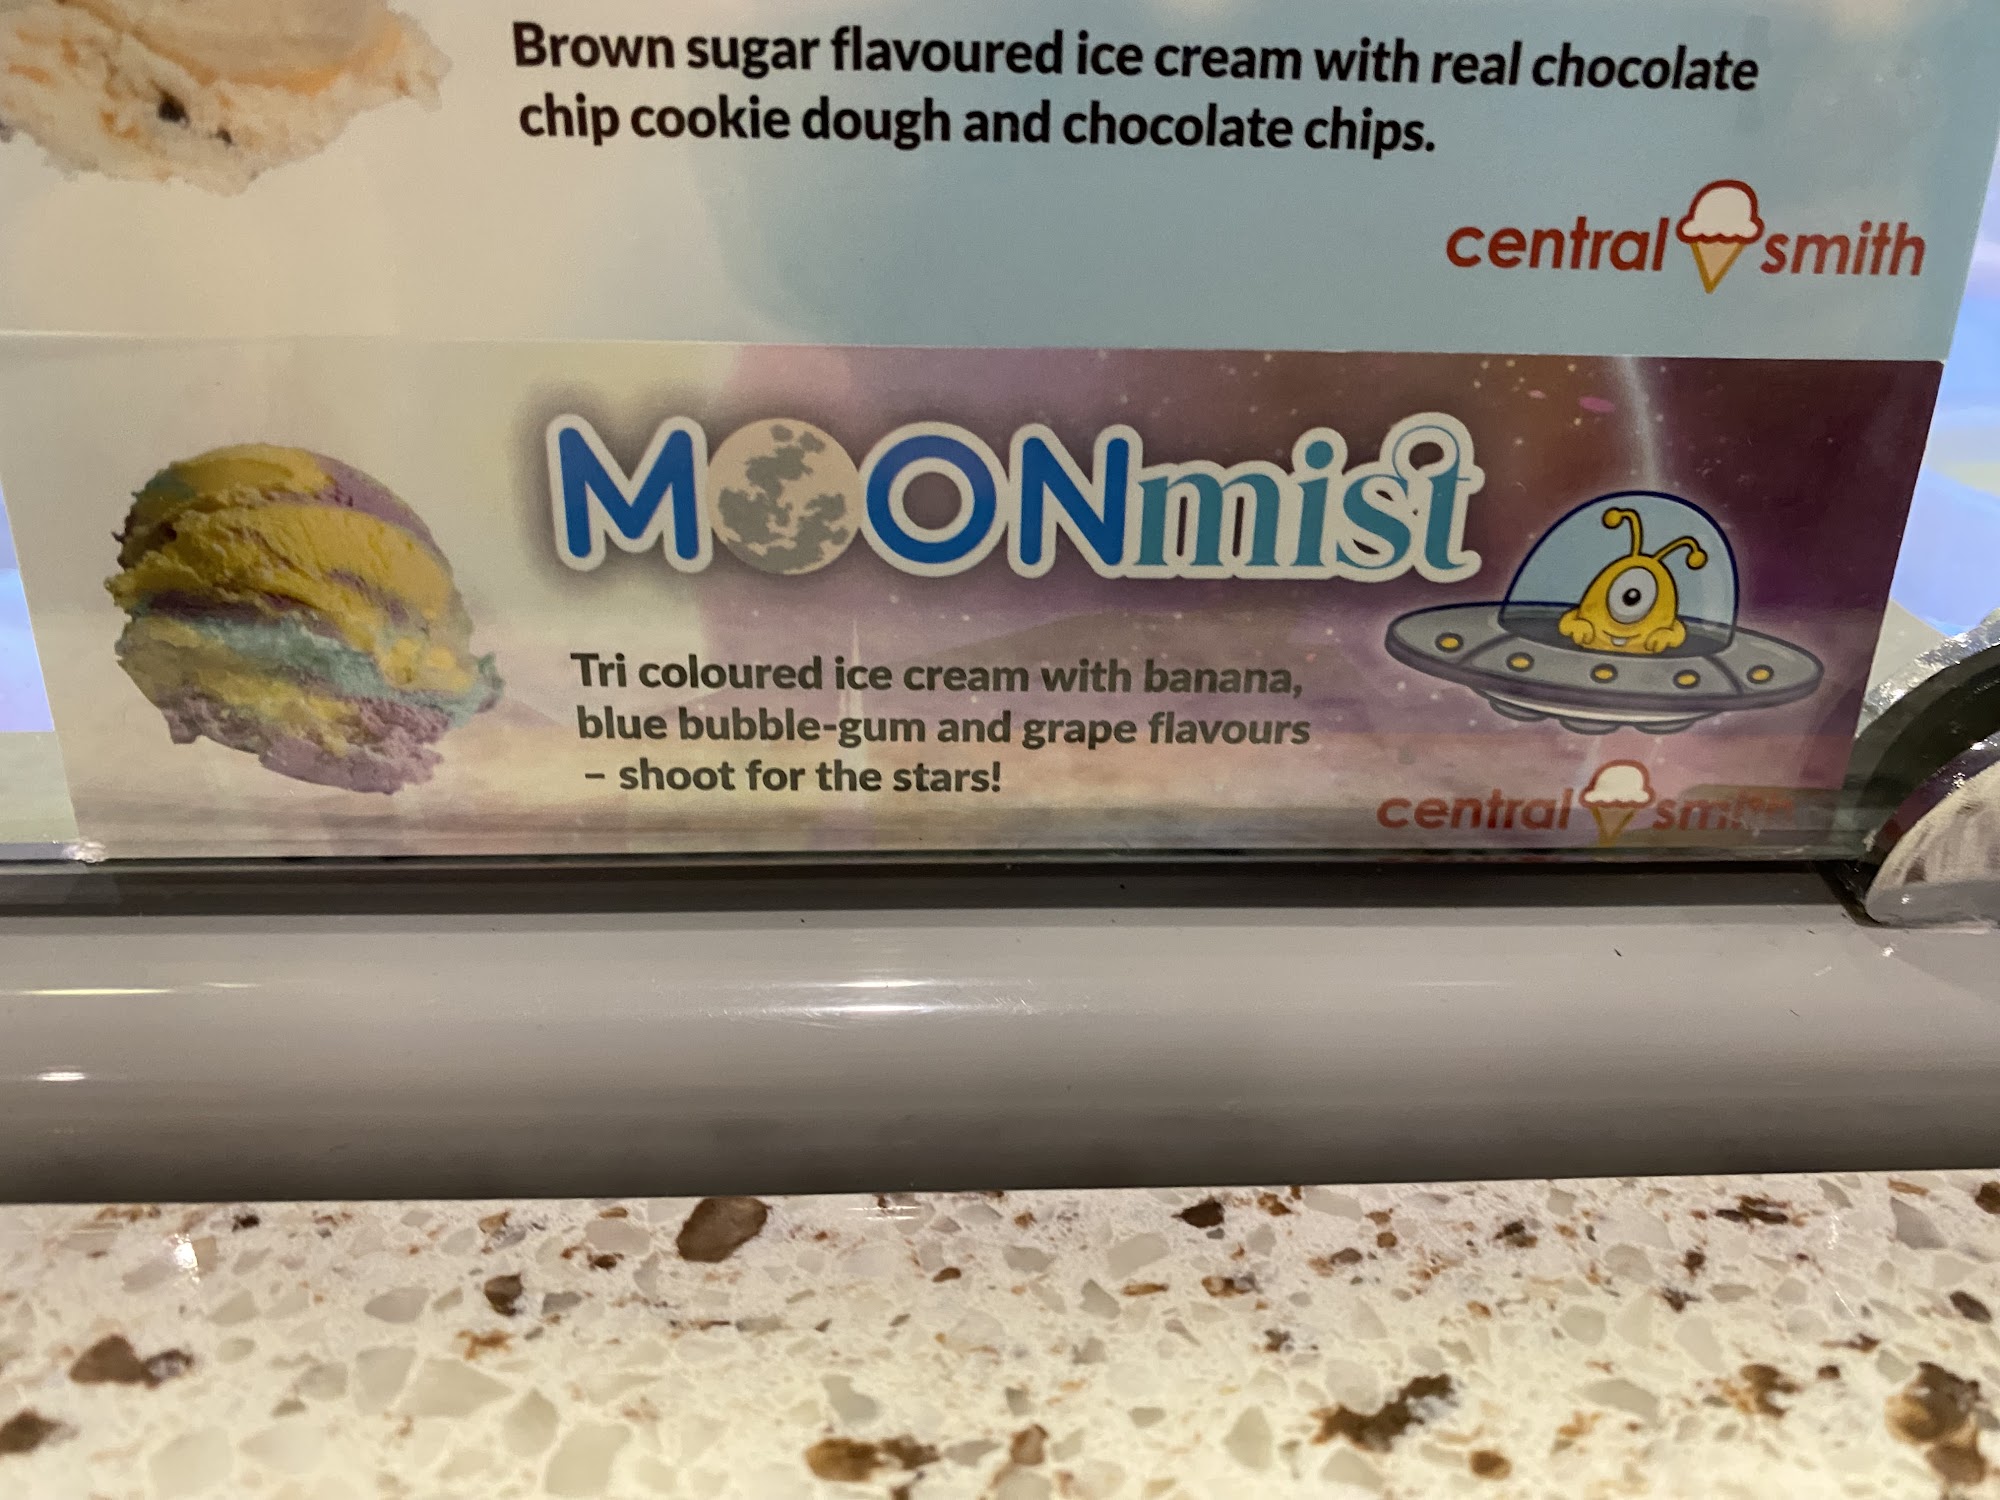 Brown sugar flavoured ice cream with real chocolate
chip cookie dough and chocolate chips.
central smith
MOONmist
Tri coloured ice cream with banana,
blue bubble-gum and grape flavours
– shoot for the stars!
central smith